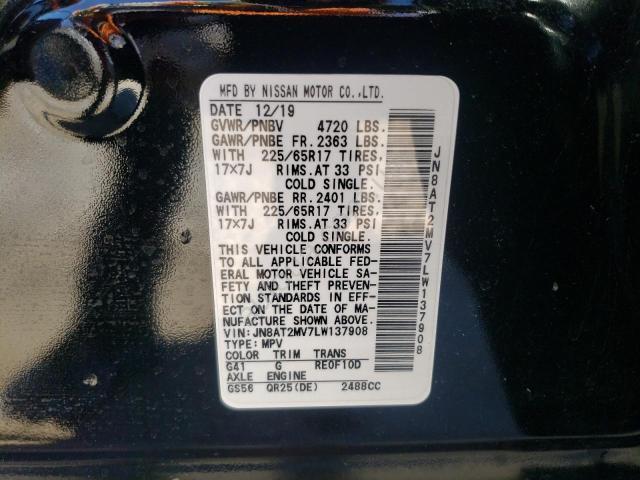 MFD BY NISSAN MOTOR CO.,LTD.
DATE 12/19
GVWR/PNBV 4720 LBS.
GAWR/PNBE FR. 2363 LBS.
WITH 225/65R17 TIRES,
17X7J RIMS. AT 33 PSI
COLD SINGLE.
GAWR/PNBE RR. 2401 LBS.
WITH 225/65R17 TIRES,
17X7J RIMS. AT 33 PSI
COLD SINGLE.
THIS VEHICLE CONFORMS
TO ALL APPLICABLE FED-
ERAL MOTOR VEHICLE SA-
FETY AND THEFT PREVEN-
TION STANDARDS IN EFF-
ECT ON THE DATE OF MA-
NUFACTURE SHOWN ABOVE.
VIN:JN8AT2MV7LW137908
TYPE:MPV
COLOR TRIM TRANS
G41 G RE0F10D
AXLE ENGINE
GS56 QR25(DE) 2488CC
JN8AT2MV7LW137908